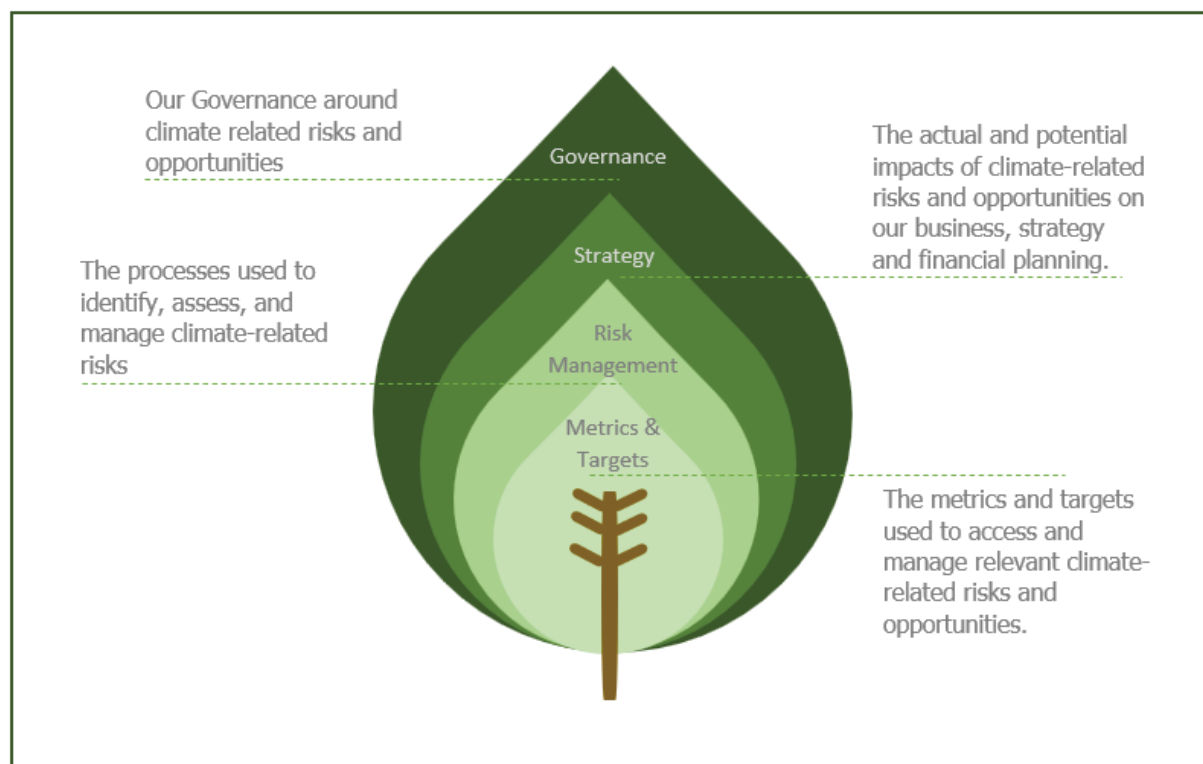 Our Governance around
climate related risks and
opportunities
Governance
The actual and potential
impacts of climate-related
risks and opportunities on
our business, strategy
and financial planning.
Strategy
The processes used to
identify, assess, and
manage climate-related
risks
Risk
Management
Metrics &
Targets
The metrics and targets
used to access and
manage relevant climate-
related risks and
opportunities.